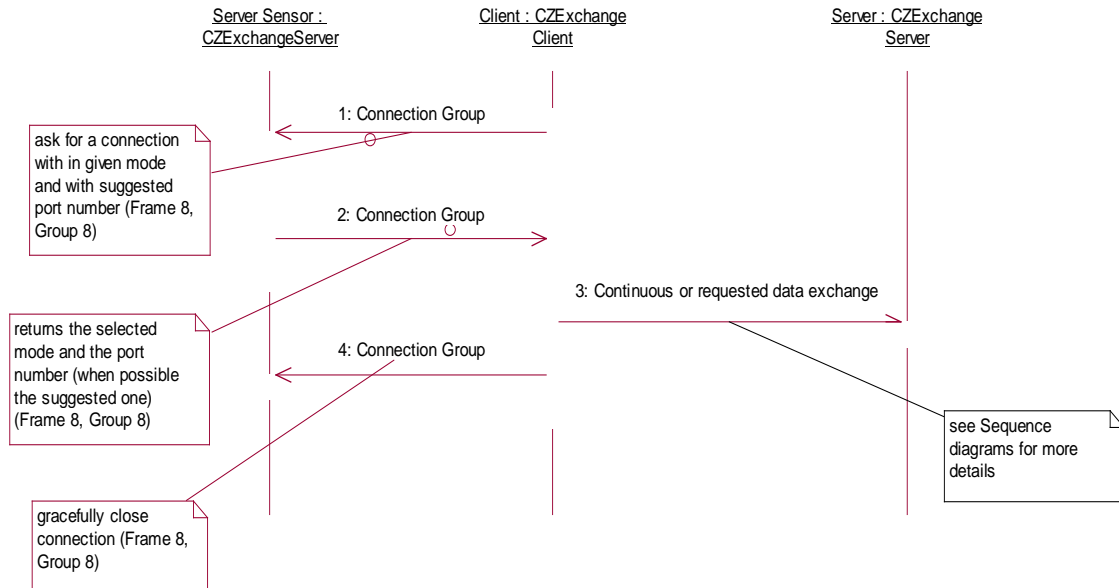 Server Sensor :
CZExchangeServer
Client : CZExchange
Client
Server : CZExchange
Server
1: Connection Group
ask for a connection
with in given mode
and with suggested
port number (Frame 8,
Group 8)
2: Connection Group
3: Continuous or requested data exchange
returns the selected
mode and the port
number (when possible
the suggested one)
(Frame 8, Group 8)
4: Connection Group
see Sequence
diagrams for more
details
gracefully close
connection (Frame 8,
Group 8)